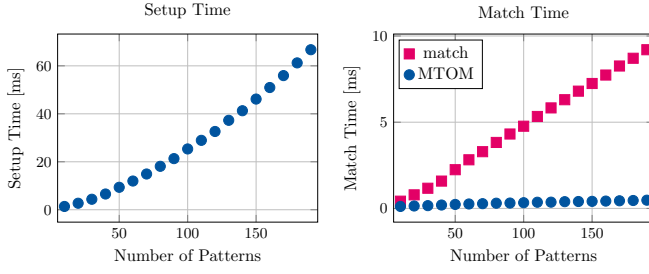 Setup Time
Setup Time [ms]
60
40
20
0
50
100
150
Number of Patterns
Match Time
Match Time [ms]
10
5
0
match
MTOM
50
100
150
Number of Patterns